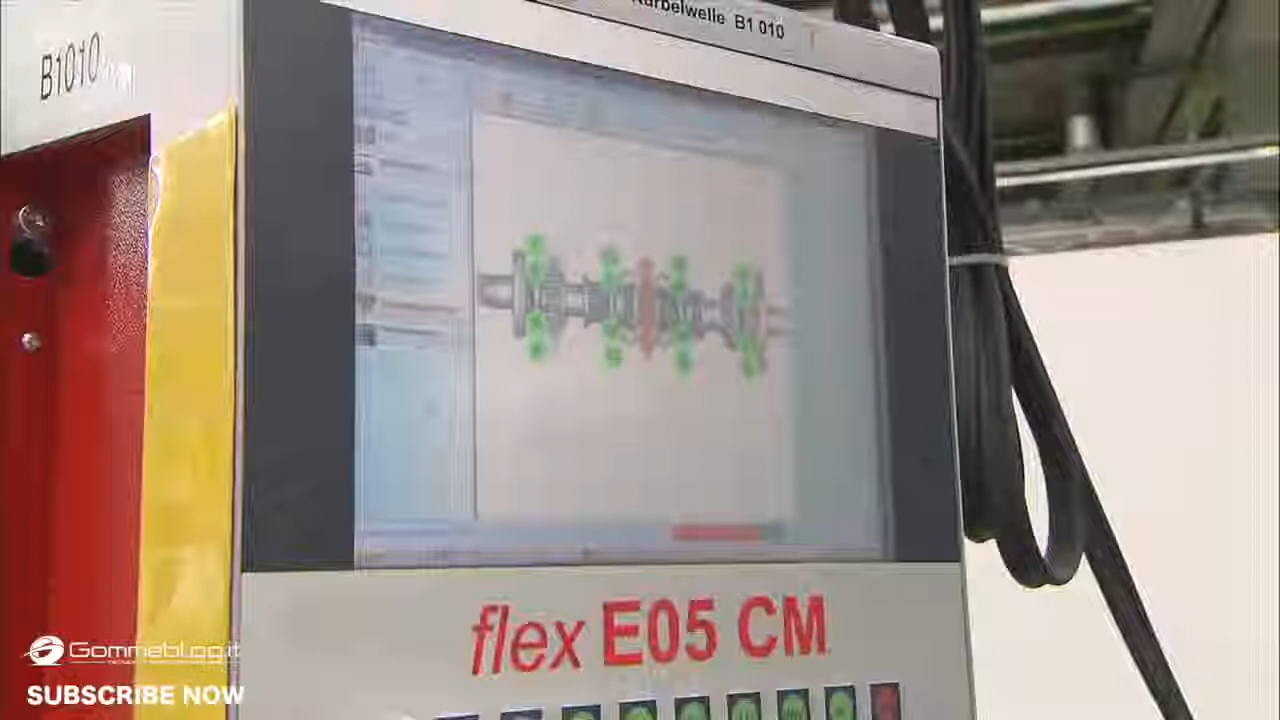 Kurbelwelle B1 010
B1010
flex E05 CM
Gommeblog.it
SUBSCRIBE NOW